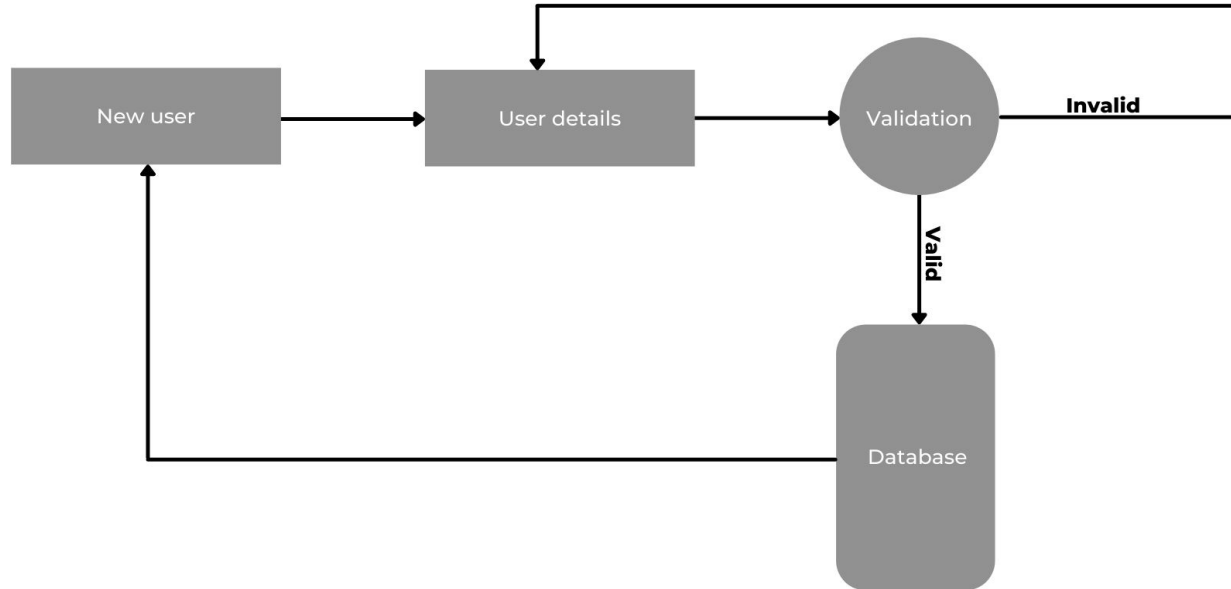 New user
User details
Validation
Invalid
Valid
Database